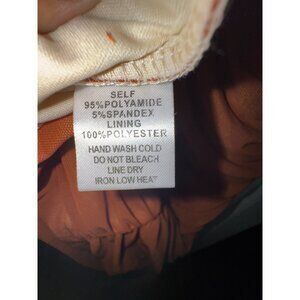 SELF
95%POLYAMIDE
5%SPANDEX
LINING
100%POLYESTER
HAND WASH COLD
DO NOT BLEACH
LINE DRY
IRON LOW HEAT